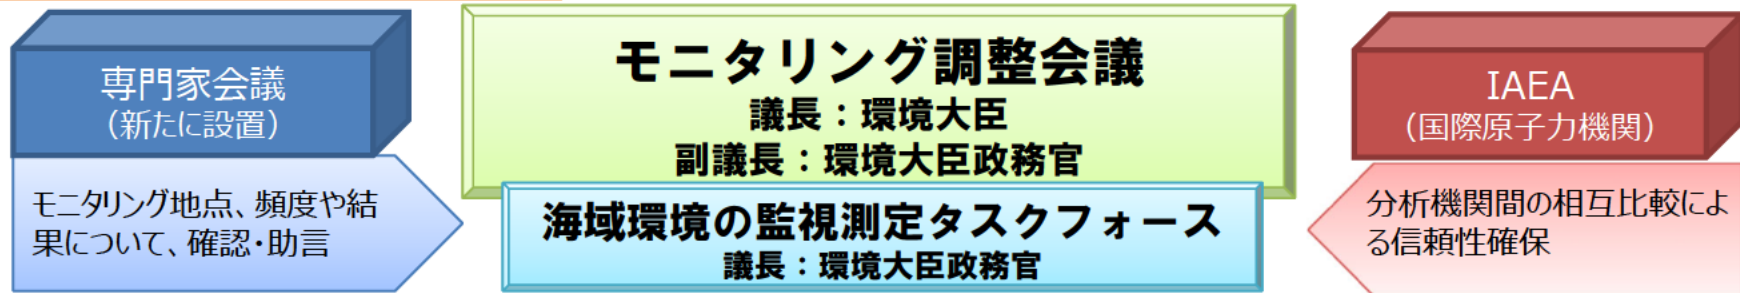 専門家会議
（新たに設置）
モニタリング地点、頻度や結
果について、確認・助言
モニタリング調整会議
議長：環境大臣
副議長：環境大臣政務官
海域環境の監視測定タスクフォース
議長：環境大臣政務官
IAEA
（国際原子力機関）
分析機関間の相互比較によ
る信頼性確保